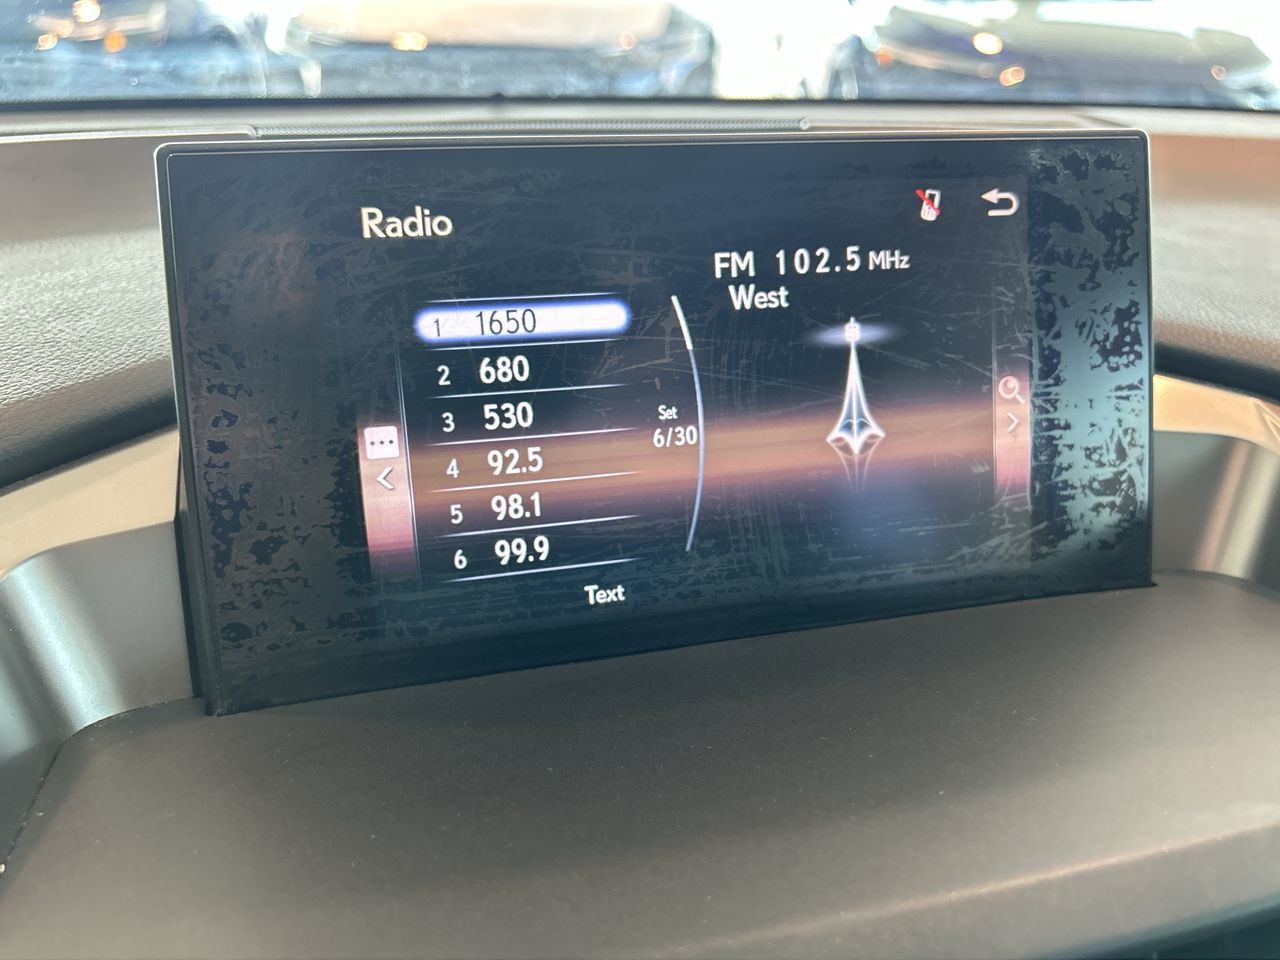 Radio
FM 102.5 MHz
West
1 1650
2 680
3 530
4 92.5
5 98.1
6 99.9
Set
6/30
Text